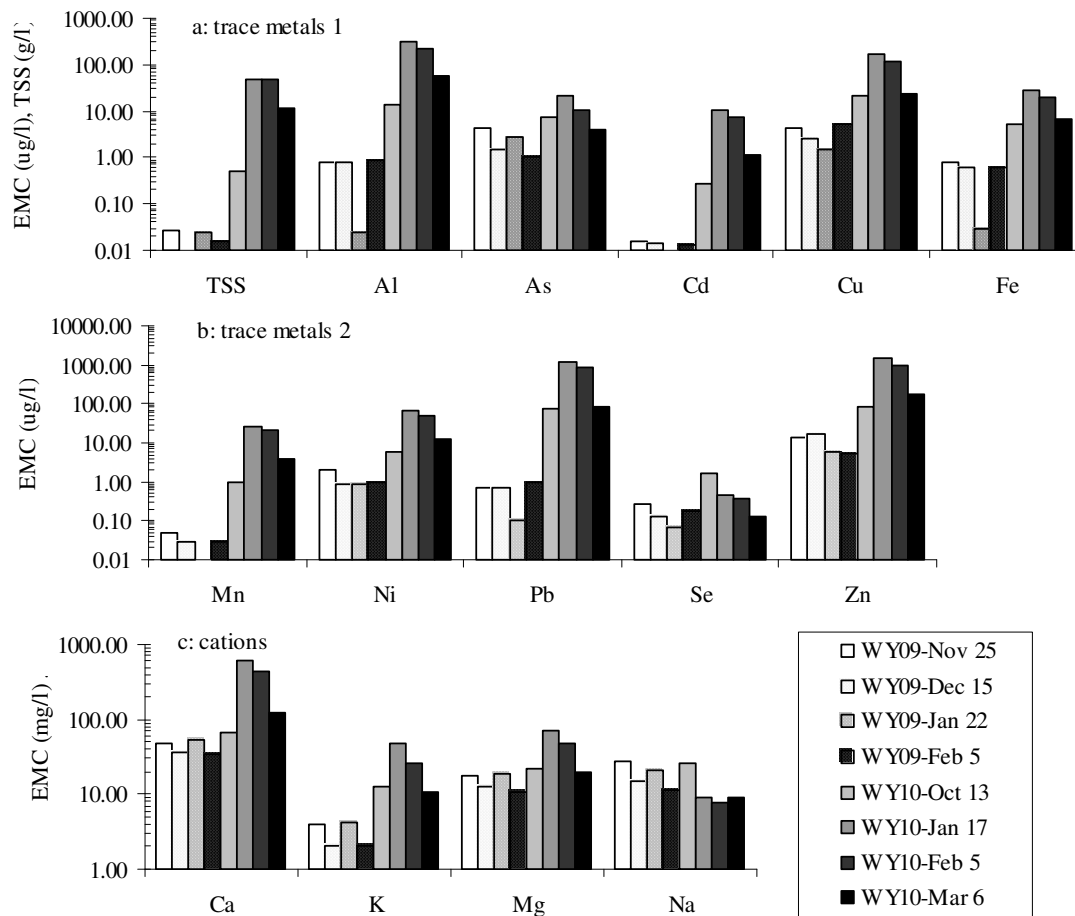 a: trace metals 1
EMC (ug/l), TSS (g/l)
1000.00
100.00
10.00
1.00
0.10
0.01
TSS Al As Cd Cu Fe
b: trace metals 2
EMC (ug/l)
10000.00
1000.00
100.00
10.00
1.00
0.10
0.01
Mn Ni Pb Se Zn
c: cations
EMC (mg/l) .
1000.00
100.00
10.00
1.00
Ca K Mg Na
WY09-Nov 25
WY09-Dec 15
WY09-Jan 22
WY09-Feb 5
WY10-Oct 13
WY10-Jan 17
WY10-Feb 5
WY10-Mar 6